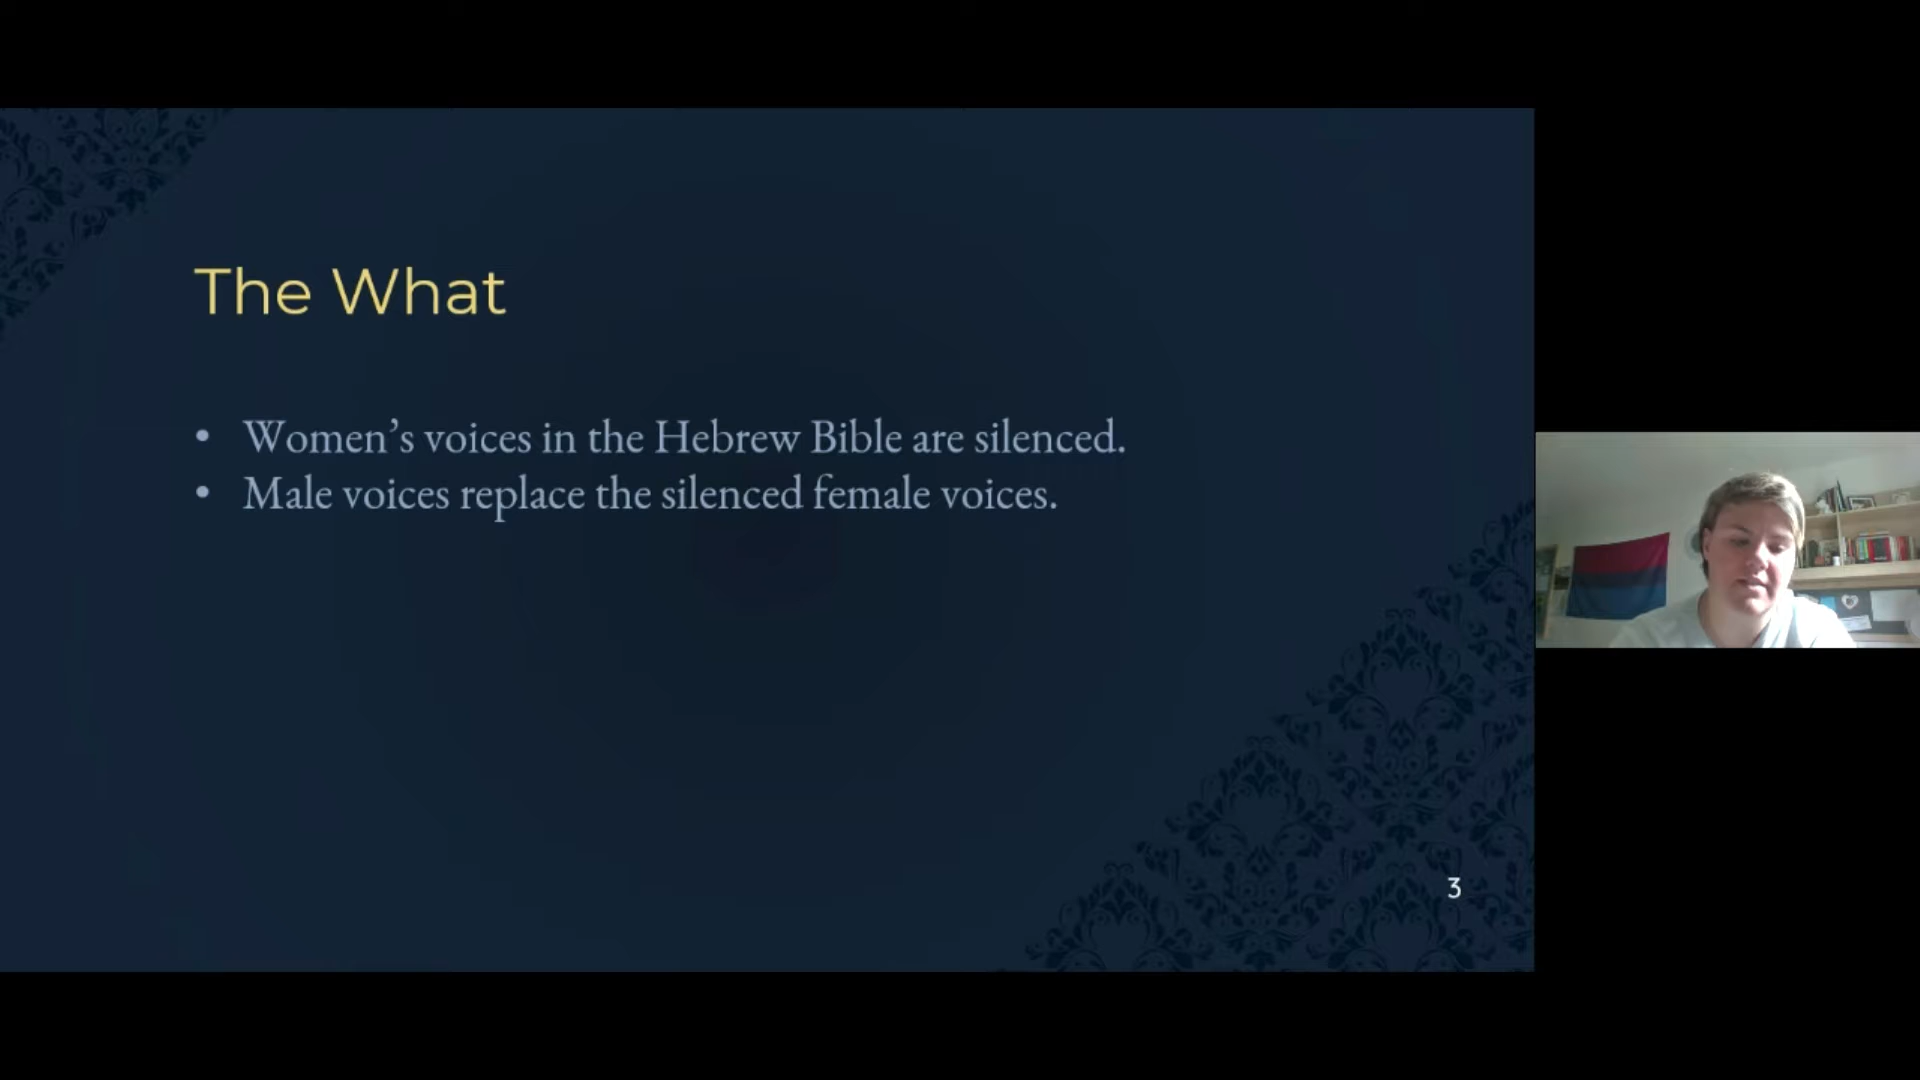 The What
• Women’s voices in the Hebrew Bible are silenced.
• Male voices replace the silenced female voices.
3